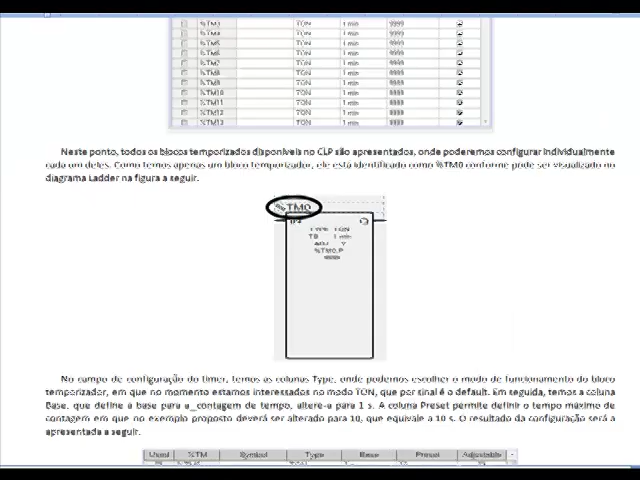 %TM3 TON 1 min 9999
%TM4 TON 1 min 9999
%TM5 TON 1 min 9999
%TM6 TON 1 min 9999
%TM7 TON 1 min 9999
%TM8 TON 1 min 9999
%TM9 TON 1 min 9999
%TM10 TON 1 min 9999
%TM11 TON 1 min 9999
%TM12 TON 1 min 9999
%TM13 TON 1 min 9999
Neste ponto, todos os blocos temporizados disponíveis no CLP são apresentados, onde poderemos configurar individualmente
cada um deles. Como temos apenas um bloco temporizador, ele está identificado como %TM0 conforme pode ser visualizado no
diagrama Ladder na figura a seguir.
%TM0
IN Q
TYPE TON
TB 1 min
ADJ Y
%TM0.P
9999
No campo de configuração do timer, temos as colunas Type, onde podemos escolher o modo de funcionamento do bloco
temporizador, em que no momento estamos interessados no modo TON, que por sinal é o default. Em seguida, temos a coluna
Base, que define a base para a contagem de tempo, altere-a para 1 s. A coluna Preset permite definir o tempo máximo de
contagem em que no exemplo proposto deverá ser alterado para 10, que equivale a 10 s. O resultado da configuração será a
apresentada a seguir.
Used %TM Symbol Type Base Preset Adjustable